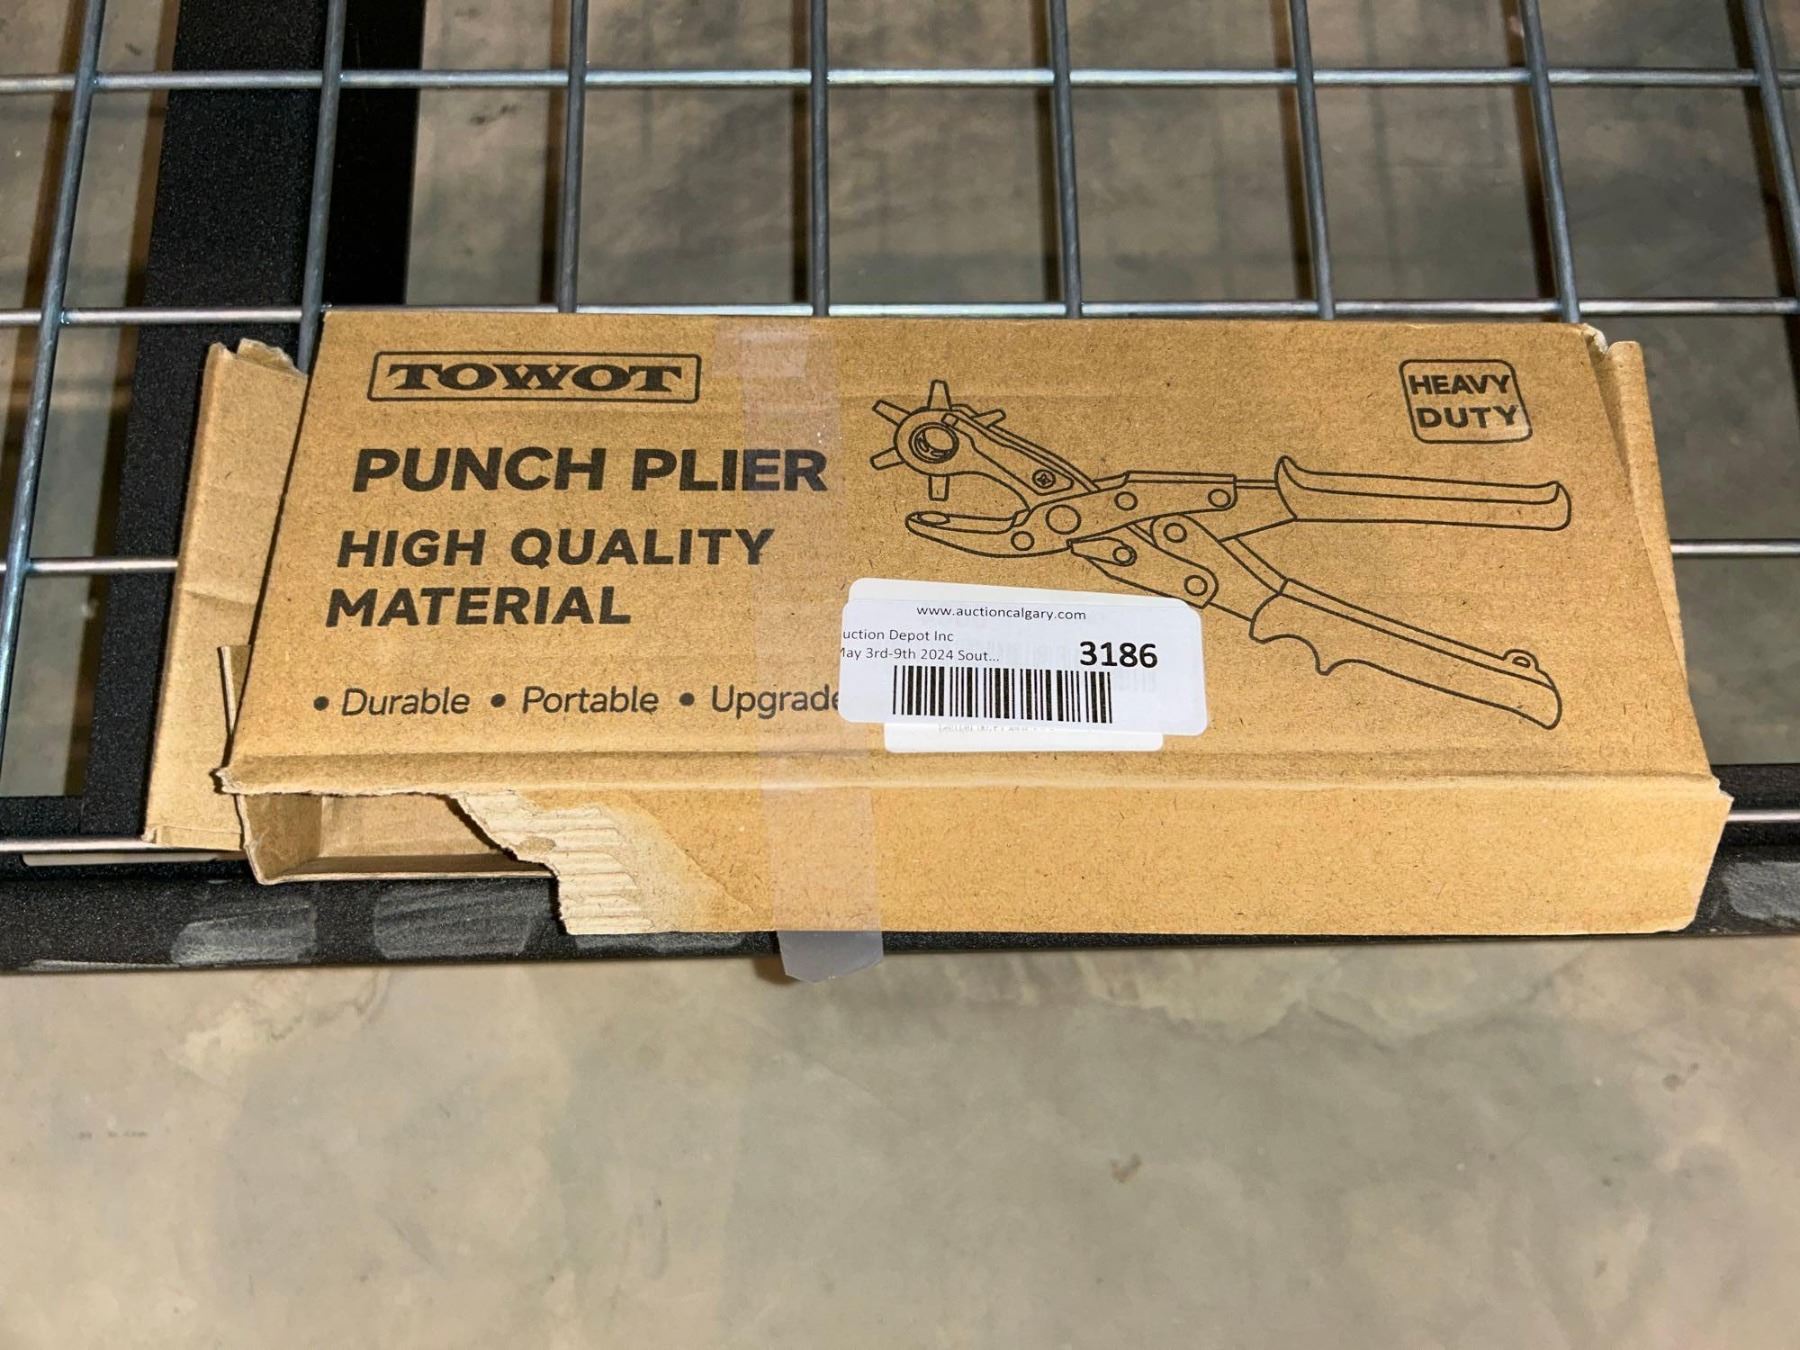 TOWOT
HEAVY
DUTY
PUNCH PLIER
HIGH QUALITY
MATERIAL
• Durable • Portable • Upgrade
www.auctioncalgary.com
uction Depot Inc
May 3rd-9th 2024 Sout...
3186